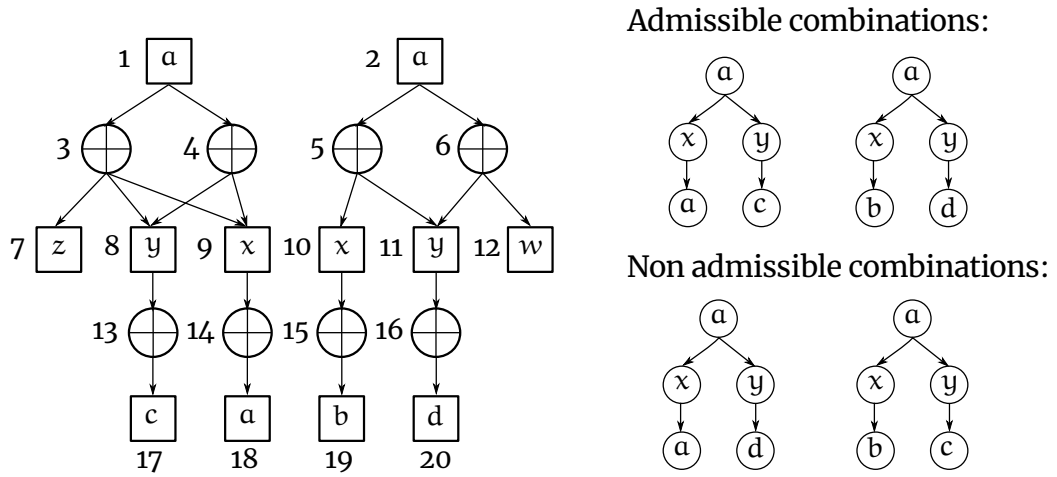 Admissible combinations:
1 a 2 a
a a
3 4 5 6
x y x y
a c b d
7 z 8 y 9 x 10 x 11 y 12 w
Non admissible combinations:
a a
13 14 15 16
x y x y
c a b d
a d b c
17 18 19 20